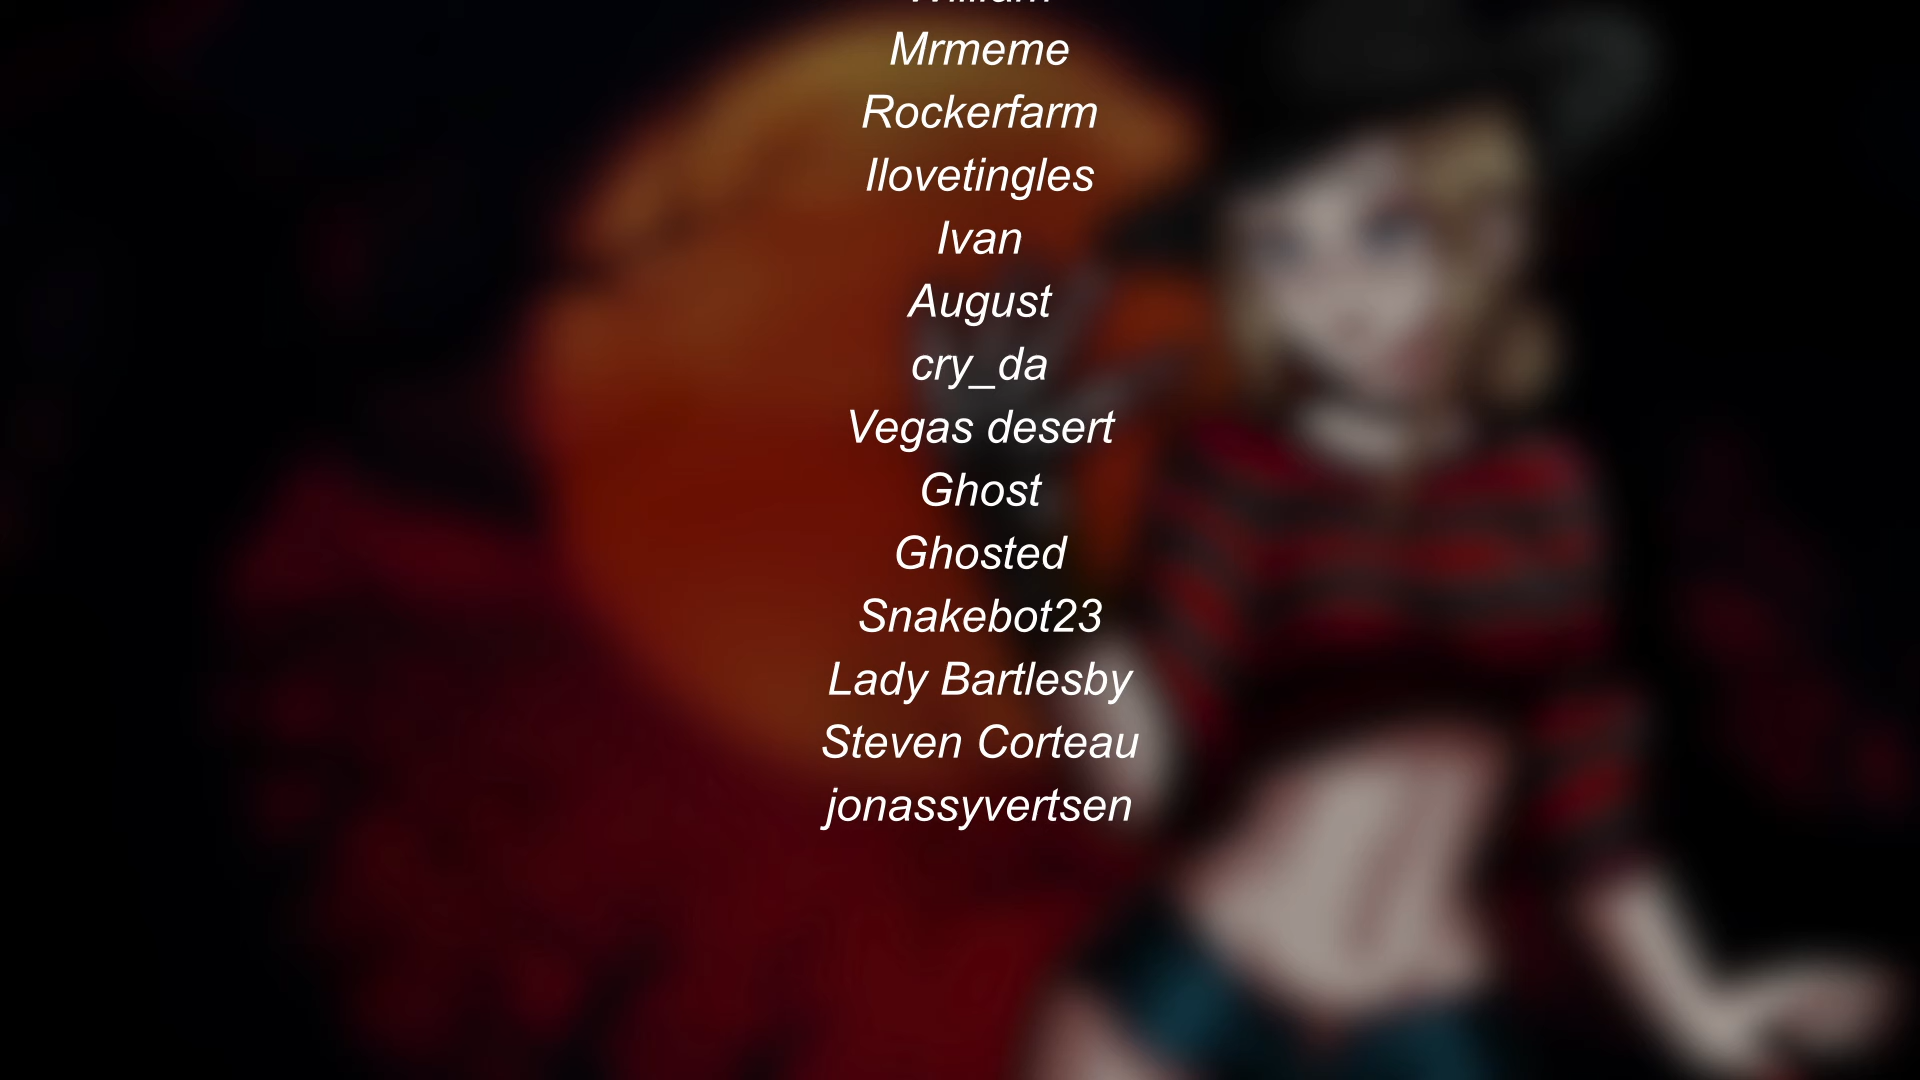 Mrmeme
Rockerfarm
Ilovetingles
Ivan
August
cry_da
Vegas desert
Ghost
Ghosted
Snakebot23
Lady Bartlesby
Steven Corteau
jonassyvertsen